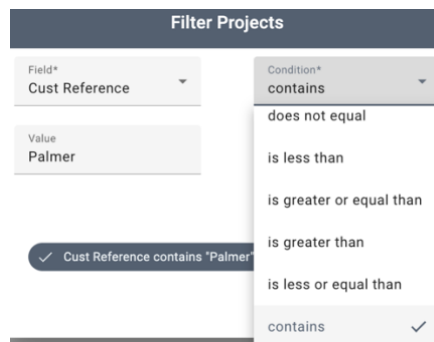 Filter Projects
Field*
Cust Reference
Condition*
contains
does not equal
Value
Palmer
is less than
is greater or equal than
is greater than
Cust Reference contains "Palmer"
is less or equal than
contains